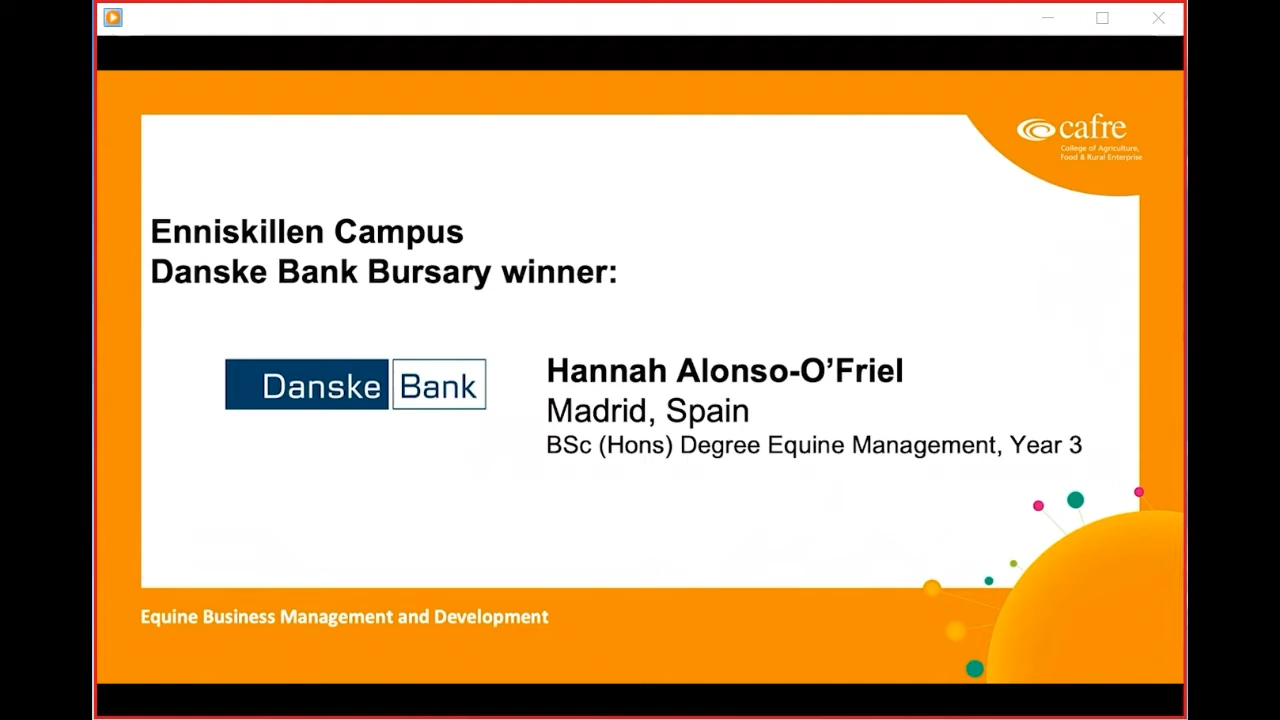 cafre
College of Agriculture,
Food & Rural Enterprise
Enniskillen Campus
Danske Bank Bursary winner:
Danske Bank
Hannah Alonso-O’Friel
Madrid, Spain
BSc (Hons) Degree Equine Management, Year 3
Equine Business Management and Development